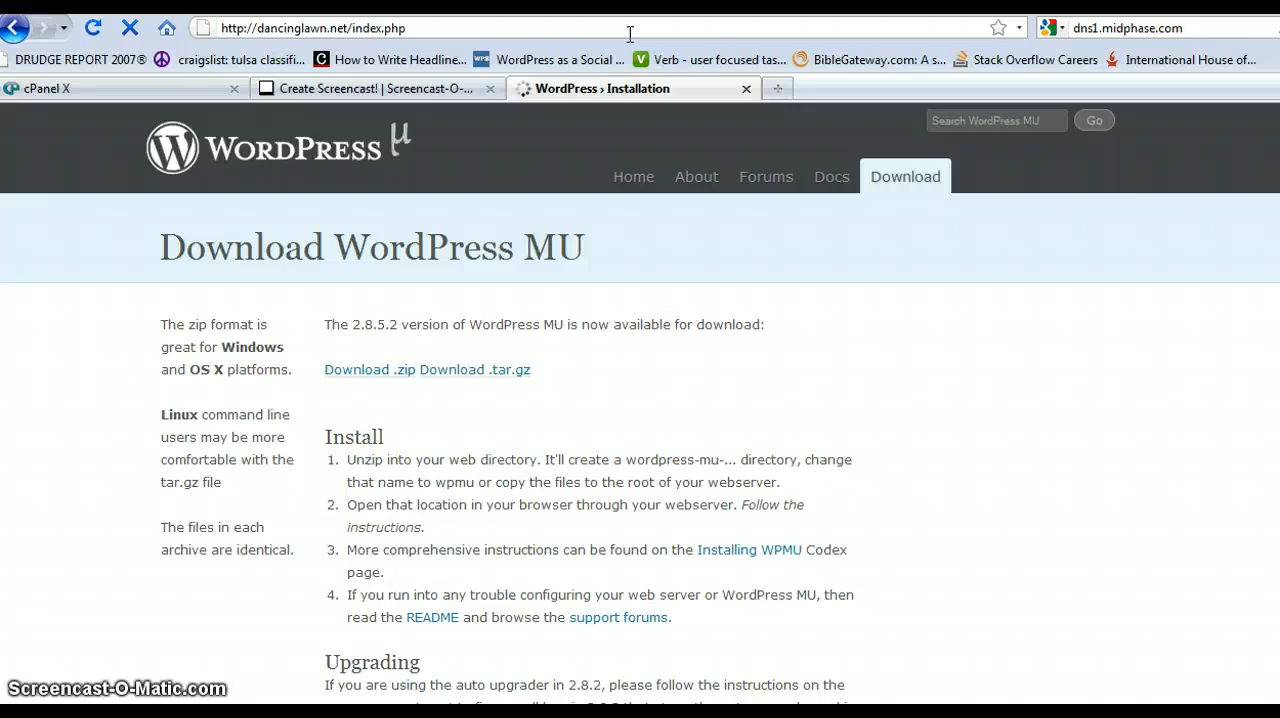 http://dancinglawn.net/index.php
dns1.midphase.com
DRUDGE REPORT 2007®
craigslist: tulsa classifi...
How to Write Headline...
WordPress as a Social ...
Verb - user focused tas...
BibleGateway.com: A s...
Stack Overflow Careers
International House of...
cPanel X
Create Screencast! | Screencast-O-...
WordPress › Installation
WORDPRESS µ
Search WordPress MU
Go
Home
About
Forums
Docs
Download
Download WordPress MU
The zip format is
great for Windows
and OS X platforms.
Linux command line
users may be more
comfortable with the
tar.gz file
The files in each
archive are identical.
The 2.8.5.2 version of WordPress MU is now available for download:
Download .zip Download .tar.gz
Install
1. Unzip into your web directory. It'll create a wordpress-mu-... directory, change
that name to wpmu or copy the files to the root of your webserver.
2. Open that location in your browser through your webserver. Follow the
instructions.
3. More comprehensive instructions can be found on the Installing WPMU Codex
page.
4. If you run into any trouble configuring your web server or WordPress MU, then
read the README and browse the support forums.
Upgrading
If you are using the auto upgrader in 2.8.2, please follow the instructions on the
Screencast-O-Matic.com